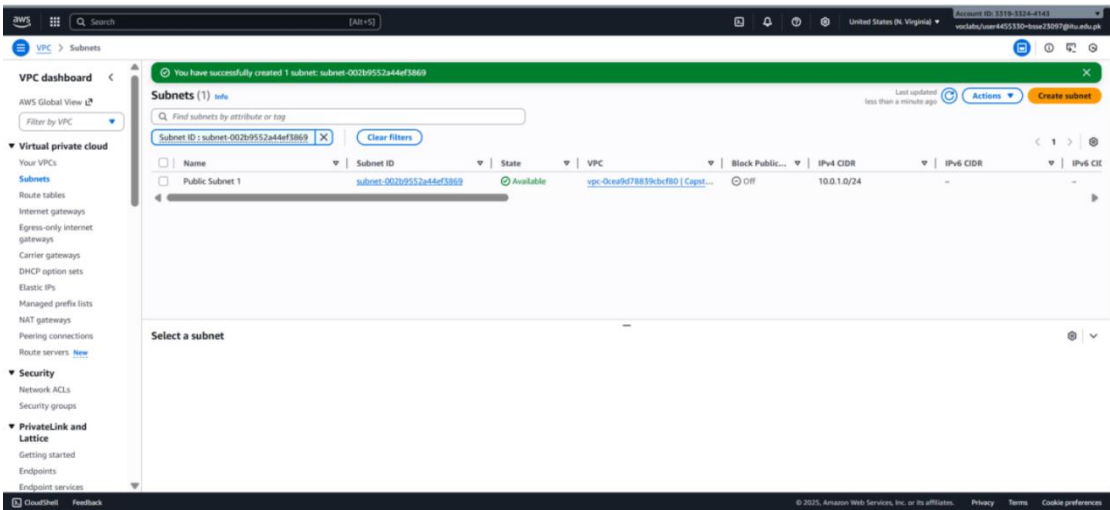 aws
Search
[Alt+S]
United States (N. Virginia)
Account ID: 3319-3324-4143
voclabs/user4455330=bsse23097@itu.edu.pk
VPC > Subnets
VPC dashboard
AWS Global View
Filter by VPC
Virtual private cloud
Your VPCs
Subnets
Route tables
Internet gateways
Egress-only internet
gateways
Carrier gateways
DHCP option sets
Elastic IPs
Managed prefix lists
NAT gateways
Peering connections
Route servers New
Security
Network ACLs
Security groups
PrivateLink and
Lattice
Getting started
Endpoints
Endpoint services
You have successfully created 1 subnet: subnet-002b9552a44ef3869
Subnets (1) Info
Last updated
less than a minute ago
Actions
Create subnet
Find subnets by attribute or tag
Subnet ID : subnet-002b9552a44ef3869
Clear filters
1
Name Subnet ID State VPC Block Public... IPv4 CIDR IPv6 CIDR IPv6 CID
Public Subnet 1 subnet-002b9552a44ef3869 Available vpc-0cea9d78839cbcf80 | Capst... Off 10.0.1.0/24 – –
Select a subnet
CloudShell Feedback
© 2025, Amazon Web Services, Inc. or its affiliates. Privacy Terms Cookie preferences